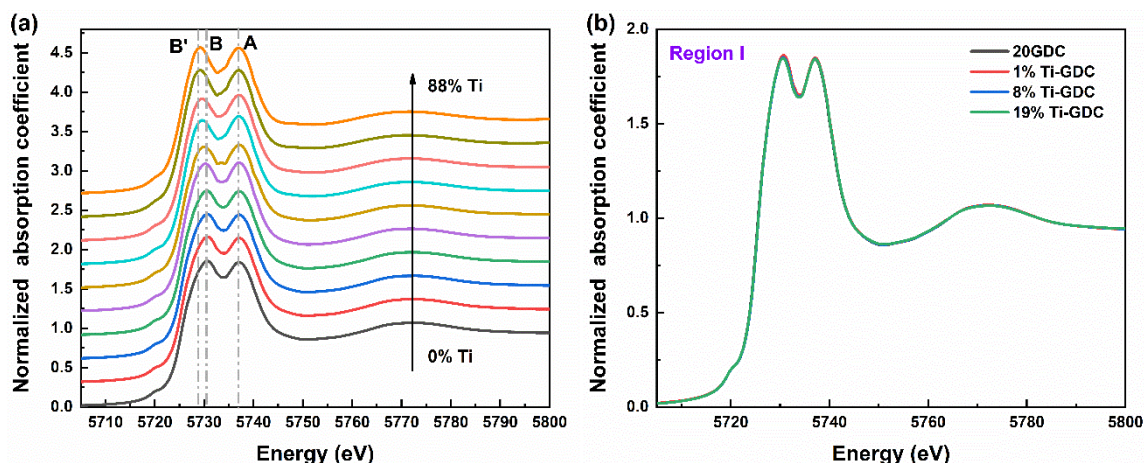 (a)
B' B A
88% Ti
0% Ti
4.5
4.0
3.5
3.0
2.5
2.0
1.5
1.0
0.5
0.0
5710 5720 5730 5740 5750 5760 5770 5780 5790 5800
Energy (eV)
Normalized absorption coefficient
(b)
Region I
20GDC
1% Ti-GDC
8% Ti-GDC
19% Ti-GDC
2.0
1.5
1.0
0.5
0.0
5720 5740 5760 5780 5800
Energy (eV)
Normalized absorption coefficient